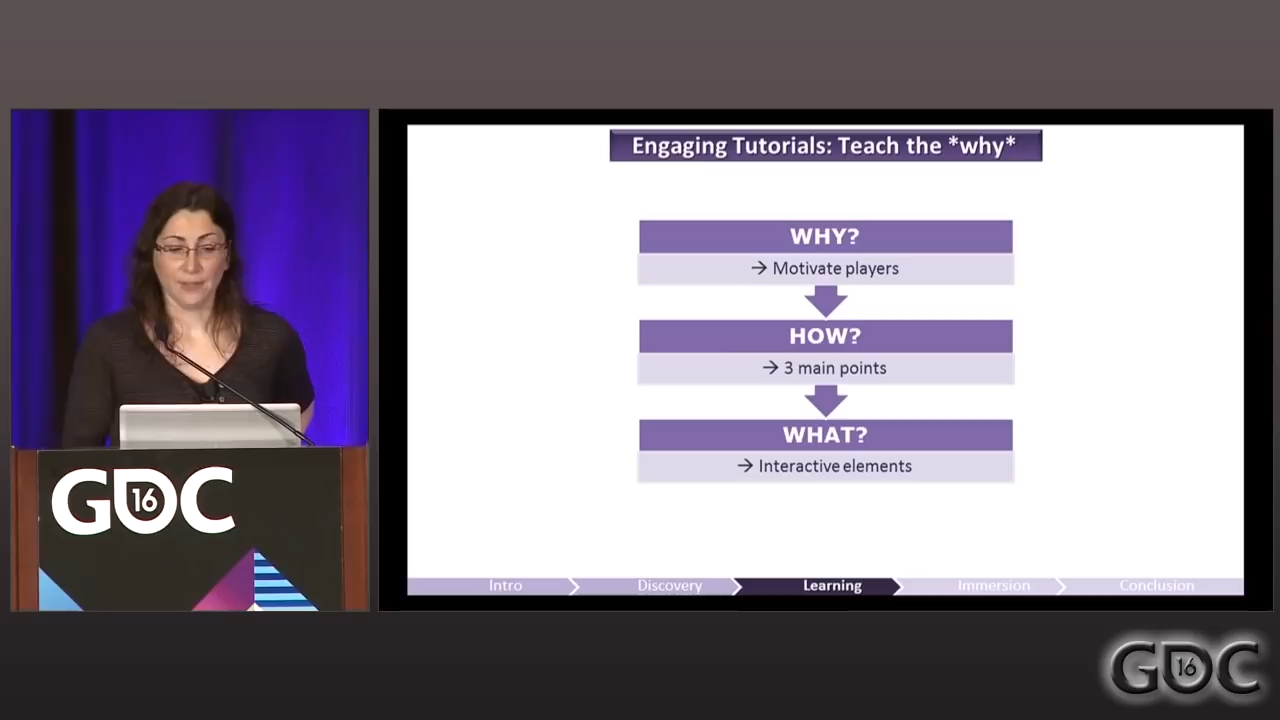 Engaging Tutorials: Teach the *why*
WHY?
→ Motivate players
HOW?
→ 3 main points
WHAT?
→ Interactive elements
Intro
Discovery
Learning
Immersion
Conclusion
GDC 16
GDC 16